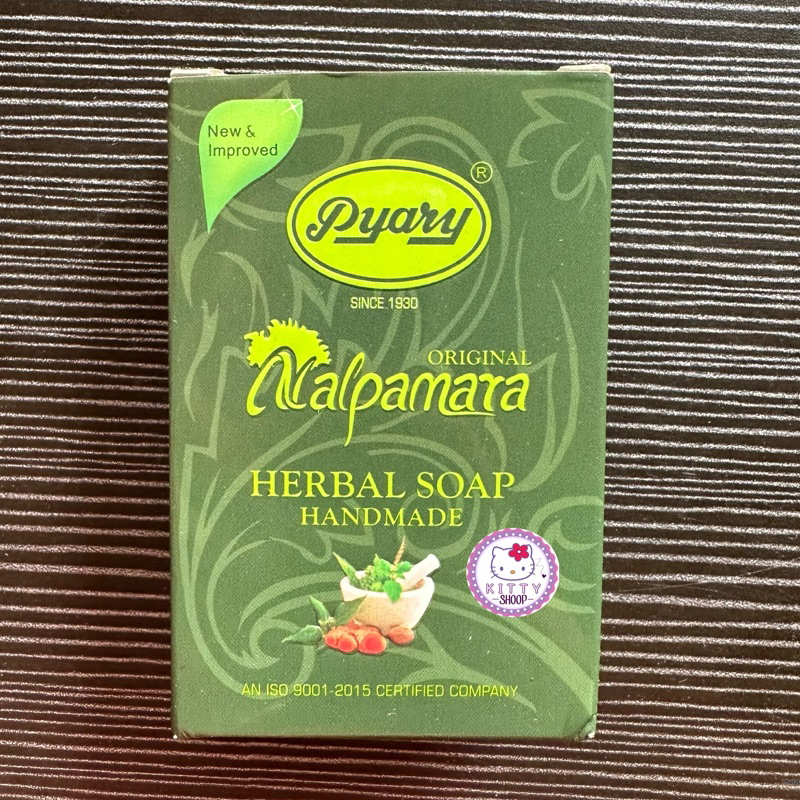 New &
Improved
Pyary
®
SINCE 1930
ORIGINAL
Nalpamara
HERBAL SOAP
HANDMADE
KITTY
-SHOOP-
AN ISO 9001-2015 CERTIFIED COMPANY